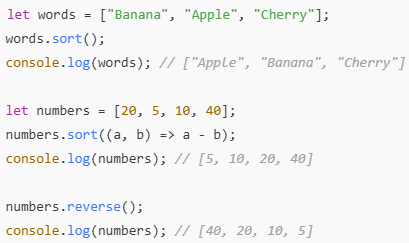 let words = ["Banana", "Apple", "Cherry"];
words.sort();
console.log(words); // ["Apple", "Banana", "Cherry"]
let numbers = [20, 5, 10, 40];
numbers.sort((a, b) => a - b);
console.log(numbers); // [5, 10, 20, 40]
numbers.reverse();
console.log(numbers); // [40, 20, 10, 5]